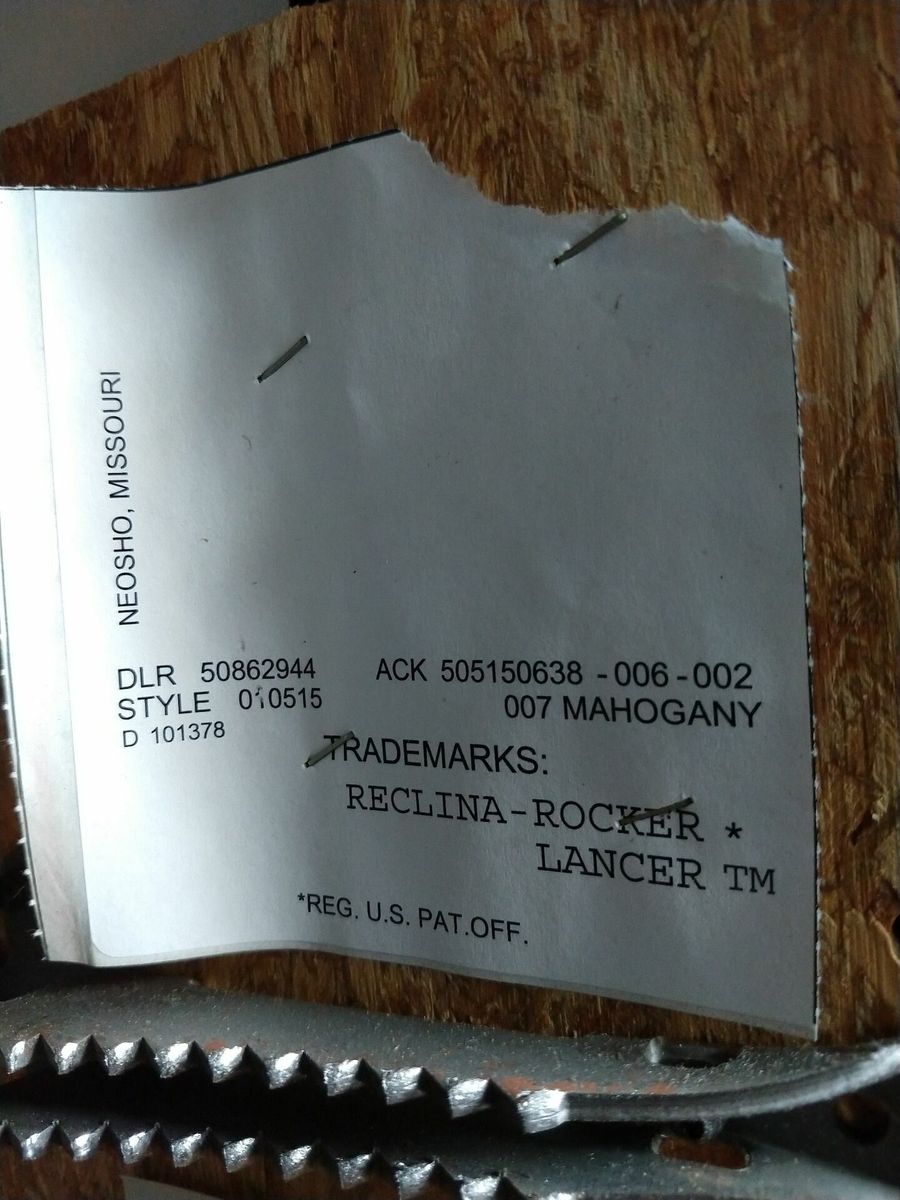 NEOSHO, MISSOURI
DLR 50862944 ACK 505150638 -006-002
STYLE 010515 007 MAHOGANY
D 101378
TRADEMARKS:
RECLINA-ROCKER *
LANCER TM
*REG. U.S. PAT.OFF.